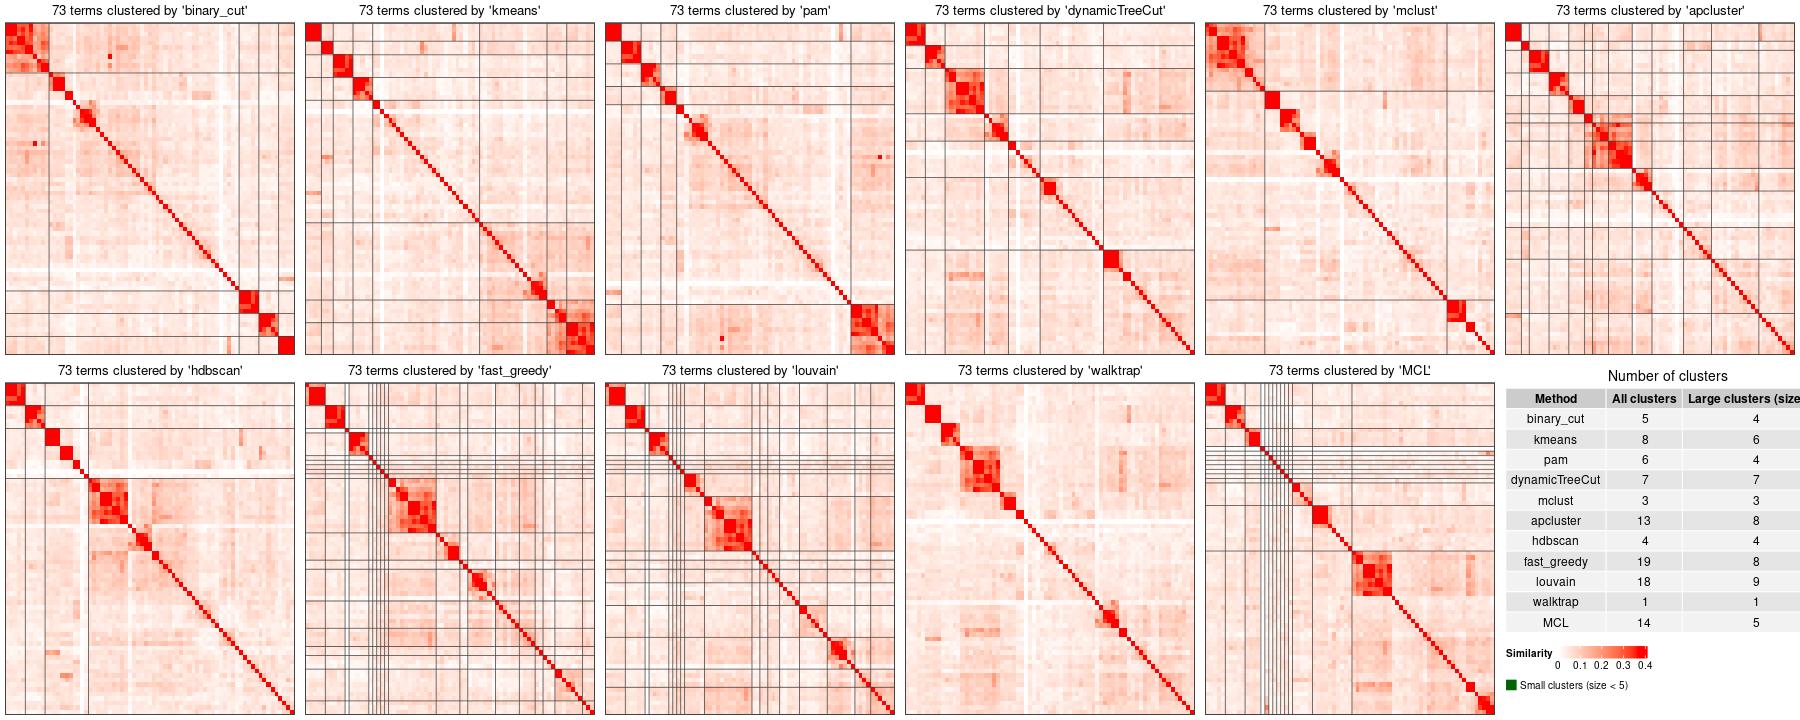 73 terms clustered by 'binary_cut'
73 terms clustered by 'kmeans'
73 terms clustered by 'pam'
73 terms clustered by 'dynamicTreeCut'
73 terms clustered by 'mclust'
73 terms clustered by 'apcluster'
73 terms clustered by 'hdbscan'
73 terms clustered by 'fast_greedy'
73 terms clustered by 'louvain'
73 terms clustered by 'walktrap'
73 terms clustered by 'MCL'
Number of clusters
Method All clusters Large clusters (size
binary_cut 5 4
kmeans 8 6
pam 6 4
dynamicTreeCut 7 7
mclust 3 3
apcluster 13 8
hdbscan 4 4
fast_greedy 19 8
louvain 18 9
walktrap 1 1
MCL 14 5
Similarity
0 0.1 0.2 0.3 0.4
Small clusters (size < 5)